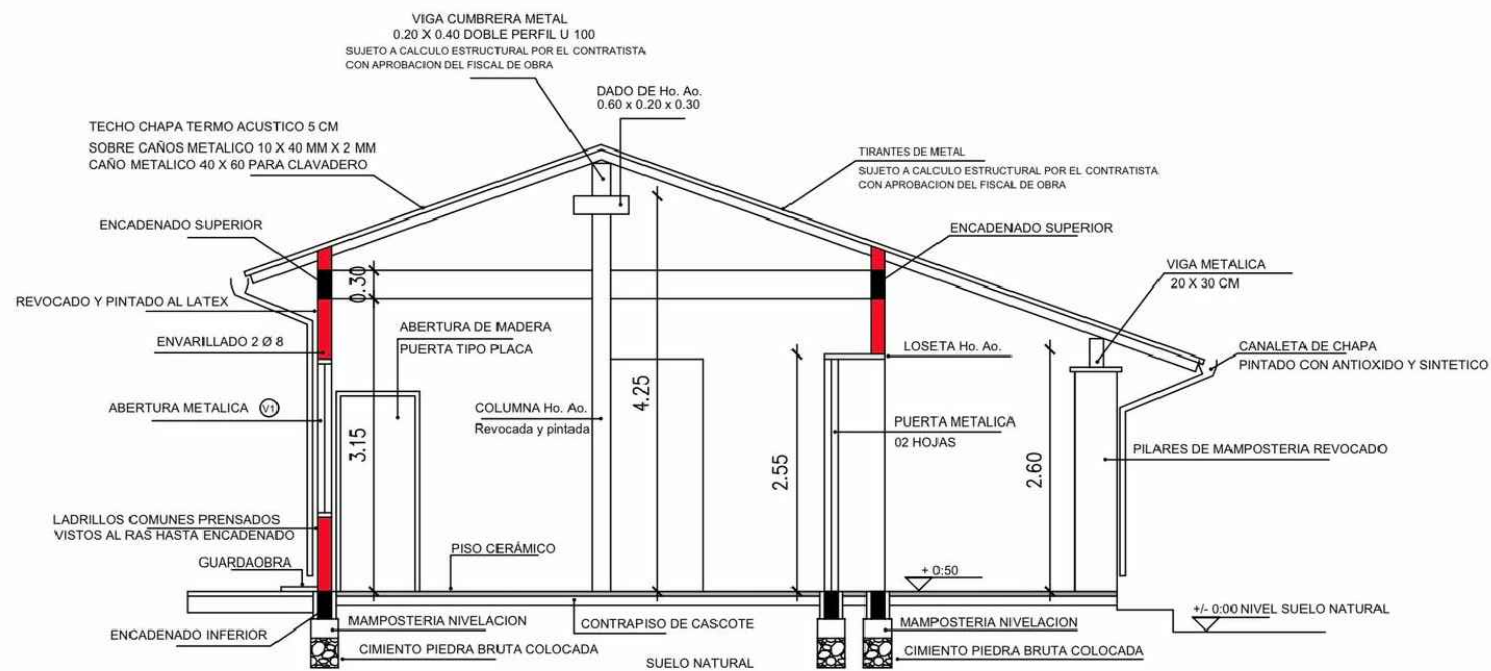 VIGA CUMBRERA METAL
0.20 X 0.40 DOBLE PERFIL U 100
SUJETO A CALCULO ESTRUCTURAL POR EL CONTRATISTA
CON APROBACION DEL FISCAL DE OBRA
DADO DE Ho. Ao.
0.60 x 0.20 x 0.30
TECHO CHAPA TERMO ACUSTICO 5 CM
SOBRE CAÑOS METALICO 10 X 40 MM X 2 MM
CAÑO METALICO 40 X 60 PARA CLAVADERO
TIRANTES DE METAL
SUJETO A CALCULO ESTRUCTURAL POR EL CONTRATISTA
CON APROBACION DEL FISCAL DE OBRA
ENCADENADO SUPERIOR
ENCADENADO SUPERIOR
VIGA METALICA
20 X 30 CM
0.30
REVOCADO Y PINTADO AL LATEX
ABERTURA DE MADERA
PUERTA TIPO PLACA
ENVARILLADO 2 Ø 8
LOSETA Ho. Ao.
CANALETA DE CHAPA
PINTADO CON ANTIOXIDO Y SINTETICO
ABERTURA METALICA V1
COLUMNA Ho. Ao.
Revocada y pintada
4.25
3.15
2.55
PUERTA METALICA
02 HOJAS
2.60
PILARES DE MAMPOSTERIA REVOCADO
LADRILLOS COMUNES PRENSADOS
VISTOS AL RAS HASTA ENCADENADO
PISO CERÁMICO
GUARDAOBRA
+ 0:50
+/- 0:00 NIVEL SUELO NATURAL
ENCADENADO INFERIOR
MAMPOSTERIA NIVELACION
CONTRAPISO DE CASCOTE
MAMPOSTERIA NIVELACION
CIMIENTO PIEDRA BRUTA COLOCADA
SUELO NATURAL
CIMIENTO PIEDRA BRUTA COLOCADA